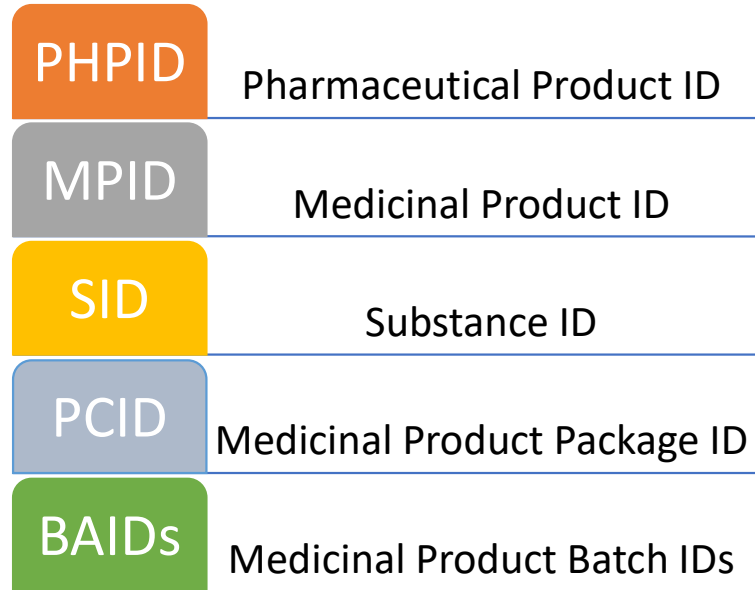 PHPID
Pharmaceutical Product ID
MPID
Medicinal Product ID
SID
Substance ID
PCID
Medicinal Product Package ID
BAIDs
Medicinal Product Batch IDs